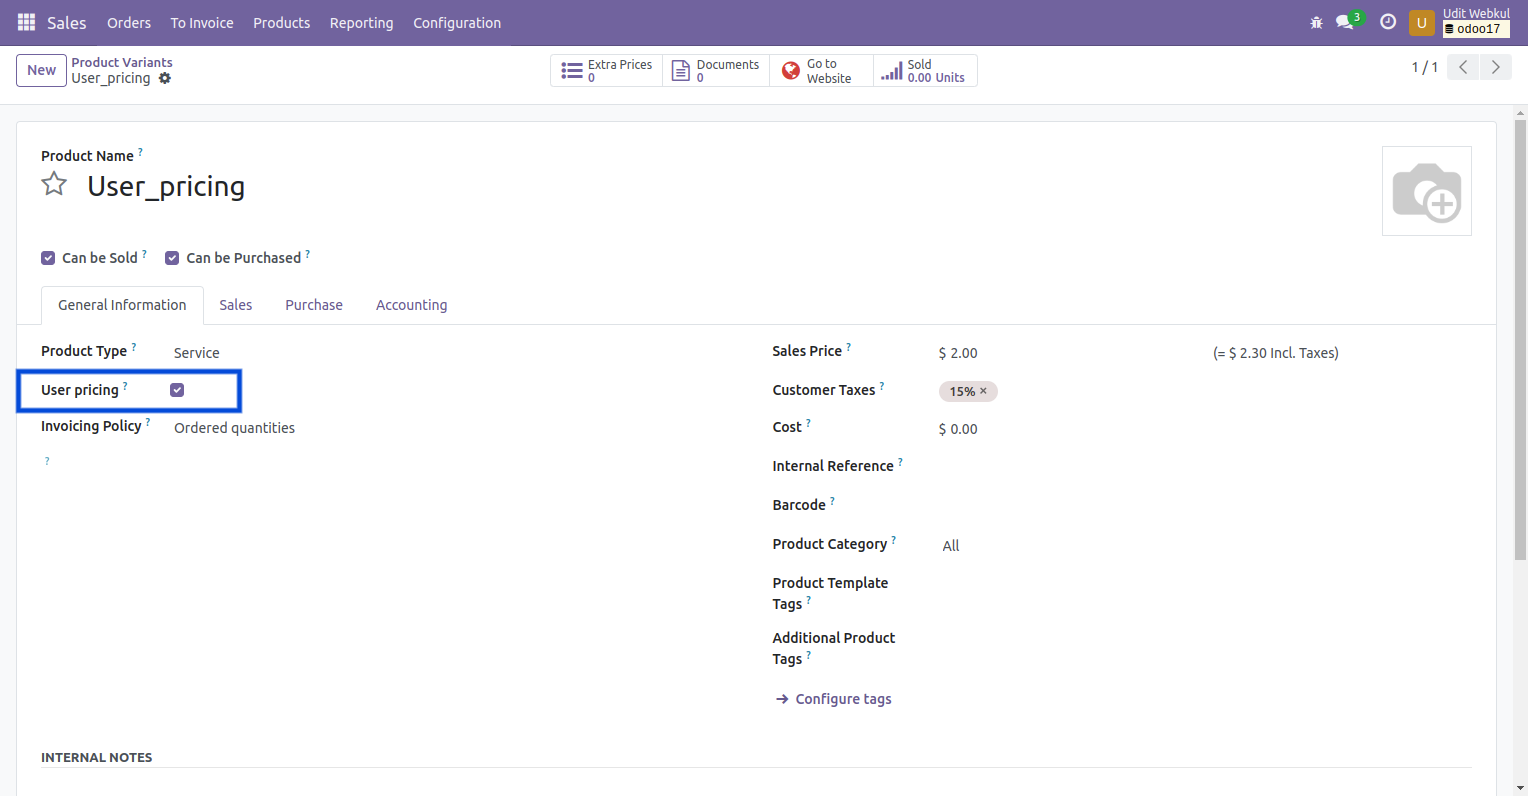 Sales Orders To Invoice Products Reporting Configuration 3 U Udit Webkul
odoo17
New Product Variants
User_pricing
Extra Prices
0
Documents
0
Go to
Website
Sold
0.00 Units
1 / 1
Product Name ?
User_pricing
Can be Sold ? Can be Purchased ?
General Information Sales Purchase Accounting
Product Type ? Service
User pricing ?
Invoicing Policy ? Ordered quantities
?
Sales Price ? $ 2.00 (= $ 2.30 Incl. Taxes)
Customer Taxes ? 15% ×
Cost ? $ 0.00
Internal Reference ?
Barcode ?
Product Category ? All
Product Template
Tags ?
Additional Product
Tags ?
→ Configure tags
INTERNAL NOTES